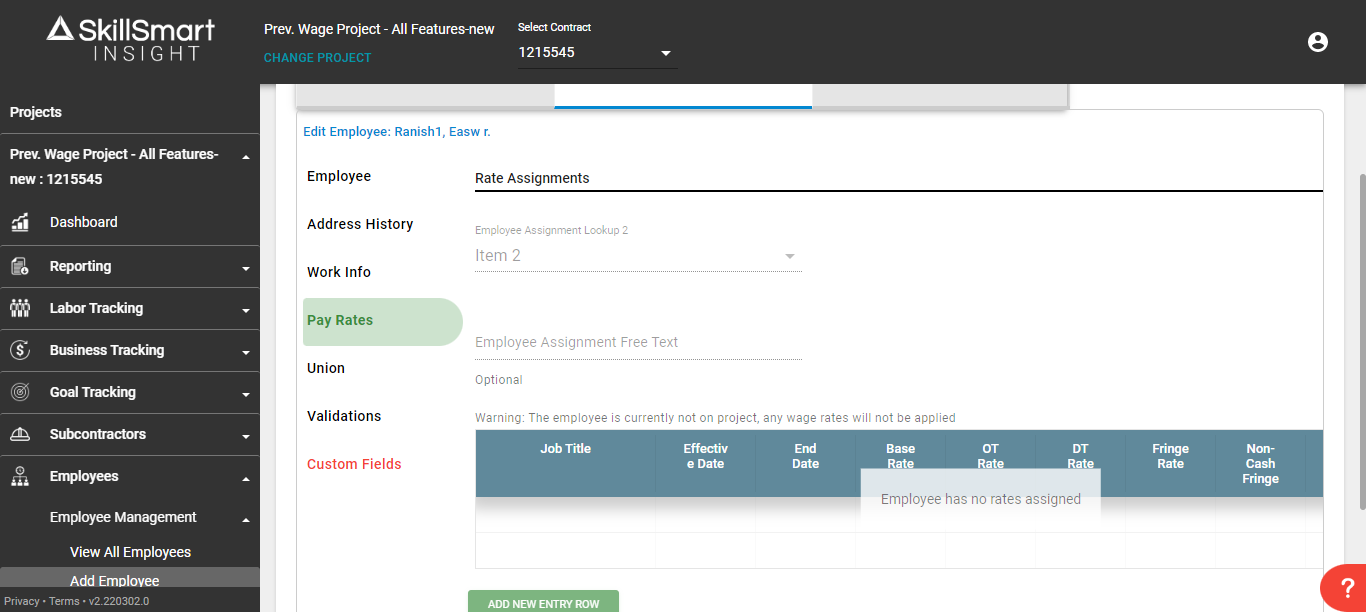 SkillSmart
INSIGHT
Prev. Wage Project - All Features-new
CHANGE PROJECT
Select Contract
1215545
Projects
Prev. Wage Project - All Features-
new : 1215545
Dashboard
Reporting
Labor Tracking
Business Tracking
Goal Tracking
Subcontractors
Employees
Employee Management
View All Employees
Add Employee
Privacy • Terms • v2.220302.0
Edit Employee: Ranish1, Easw r.
Employee
Address History
Work Info
Pay Rates
Union
Validations
Custom Fields
Rate Assignments
Employee Assignment Lookup 2
Item 2
Employee Assignment Free Text
Optional
Warning: The employee is currently not on project, any wage rates will not be applied
Job Title
Effectiv
e Date
End
Date
Base
Rate
OT
Rate
DT
Rate
Fringe
Rate
Non-
Cash
Fringe
Employee has no rates assigned
ADD NEW ENTRY ROW
?